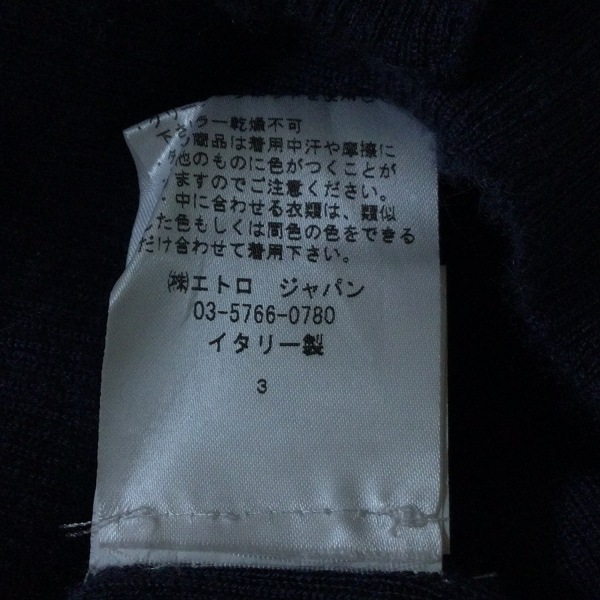 ラー乾燥不可
の商品は着用中汗や摩擦に
他のものに色がつくことが
ますのでご注意ください。
中に合わせる衣類は、類似
した色もしくは同色の色をできる
だけ合わせて着用下さい。
㈱エトロ ジャパン
03-5766-0780
イタリー製
3